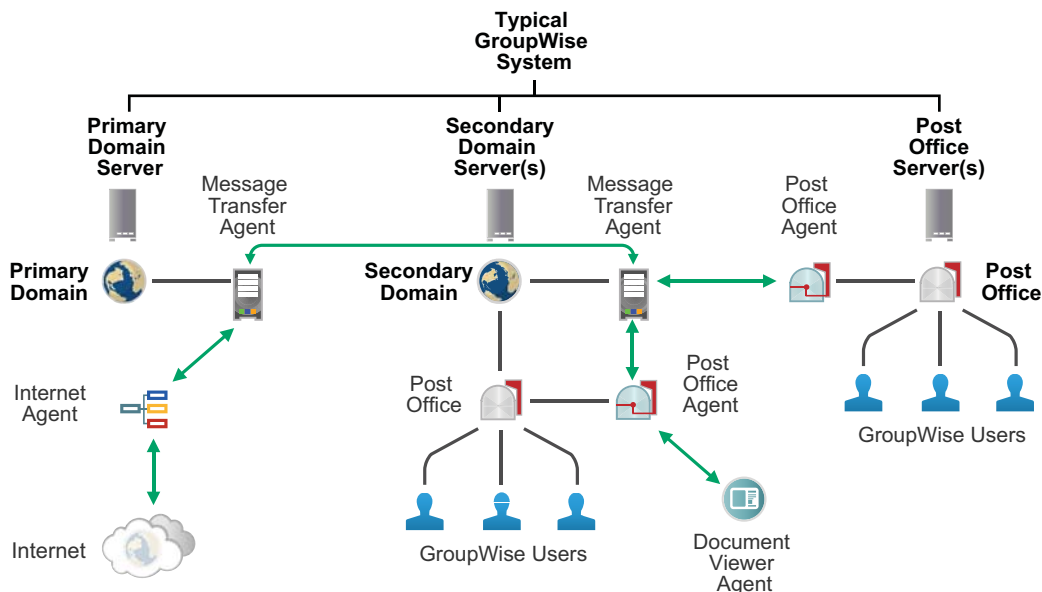 Typical
GroupWise
System
Primary
Domain
Server
Secondary
Domain
Server(s)
Post
Office
Server(s)
Message
Transfer
Agent
Message
Transfer
Agent
Post
Office
Agent
Primary
Domain
Secondary
Domain
Post
Office
Internet
Agent
Post
Office
Post
Office
Agent
GroupWise Users
Internet
GroupWise Users
Document
Viewer
Agent